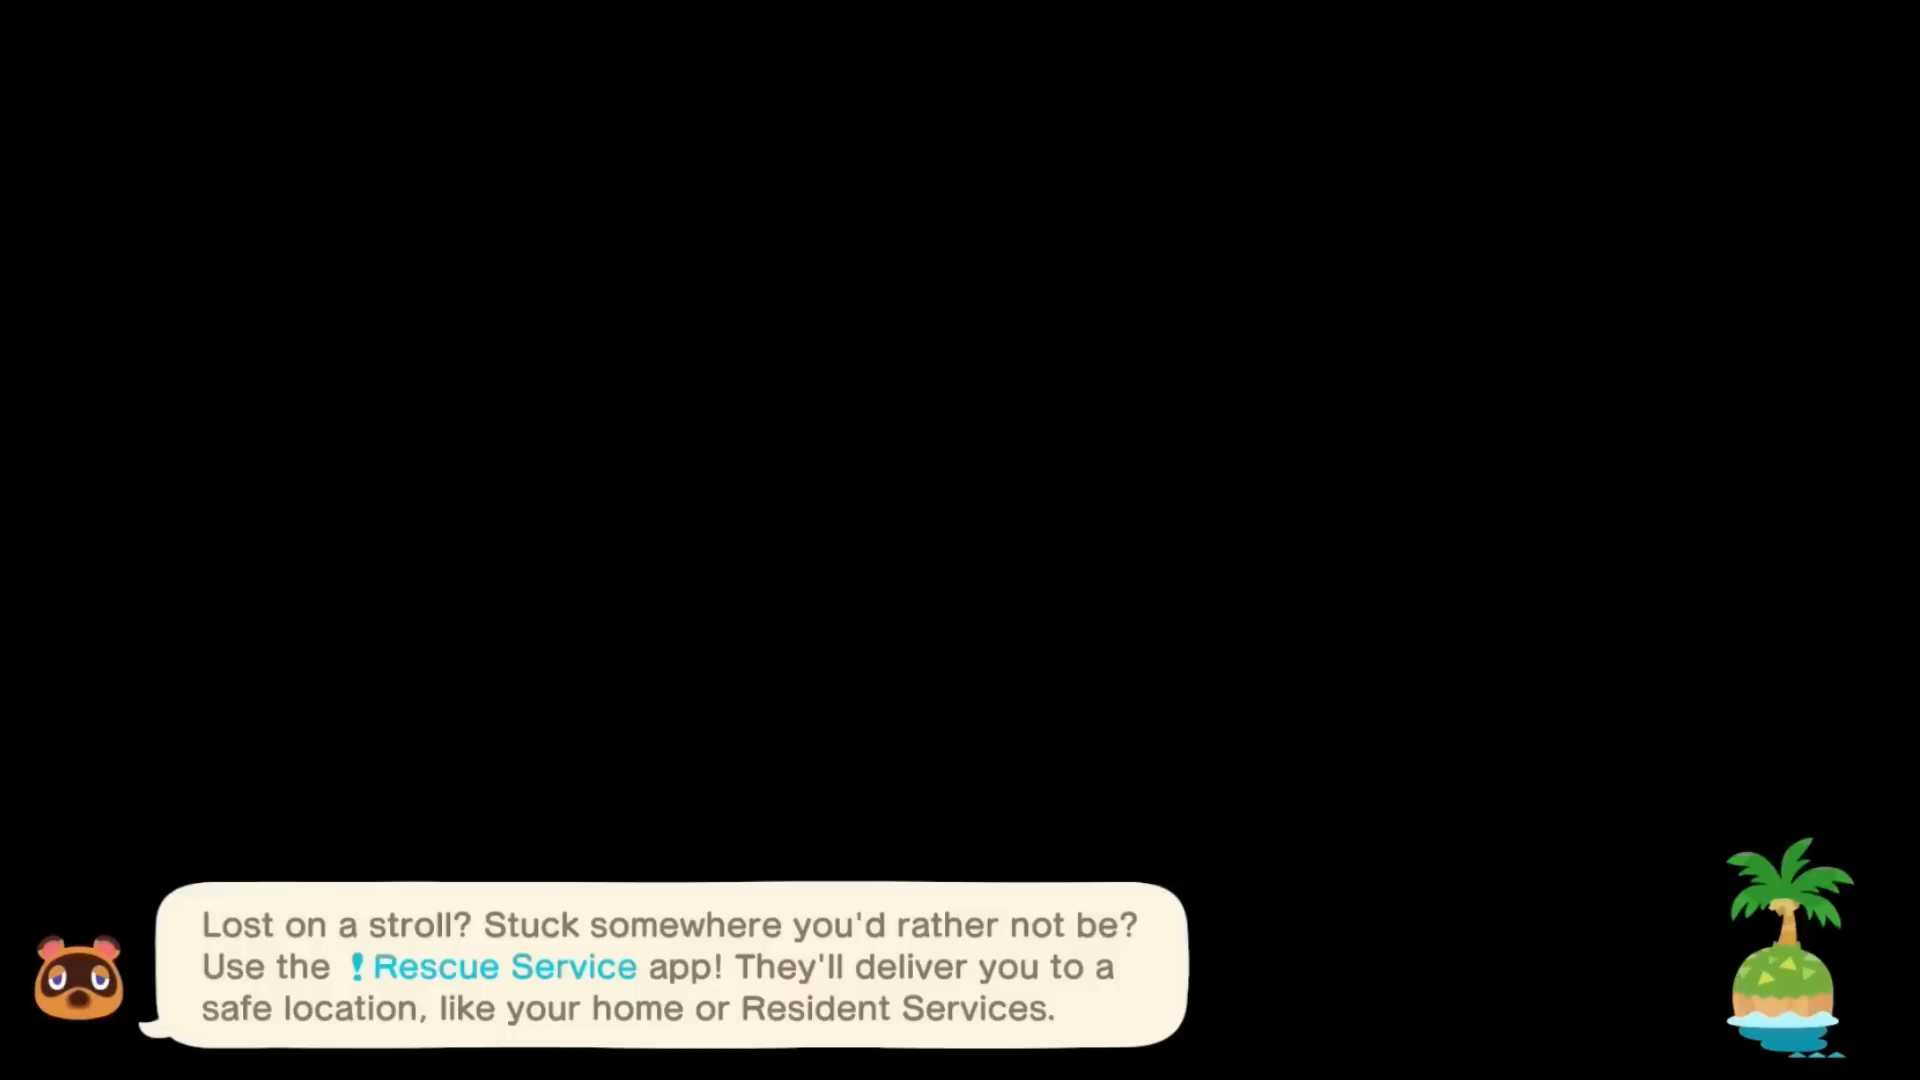 Lost on a stroll? Stuck somewhere you'd rather not be?
Use the ! Rescue Service app! They'll deliver you to a
safe location, like your home or Resident Services.